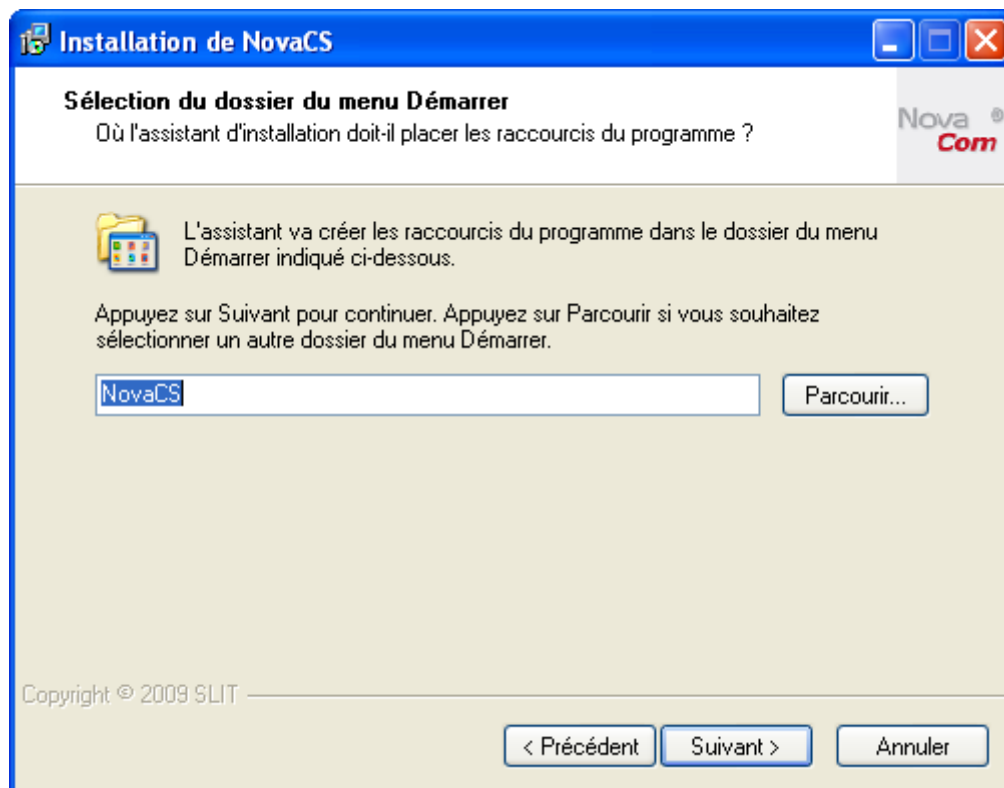 Installation de NovaCS
Sélection du dossier du menu Démarrer
Où l'assistant d'installation doit-il placer les raccourcis du programme ?
Nova ®
Com
L'assistant va créer les raccourcis du programme dans le dossier du menu
Démarrer indiqué ci-dessous.
Appuyez sur Suivant pour continuer. Appuyez sur Parcourir si vous souhaitez
sélectionner un autre dossier du menu Démarrer.
NovaCS
Parcourir...
Copyright © 2009 SLIT
< Précédent
Suivant >
Annuler